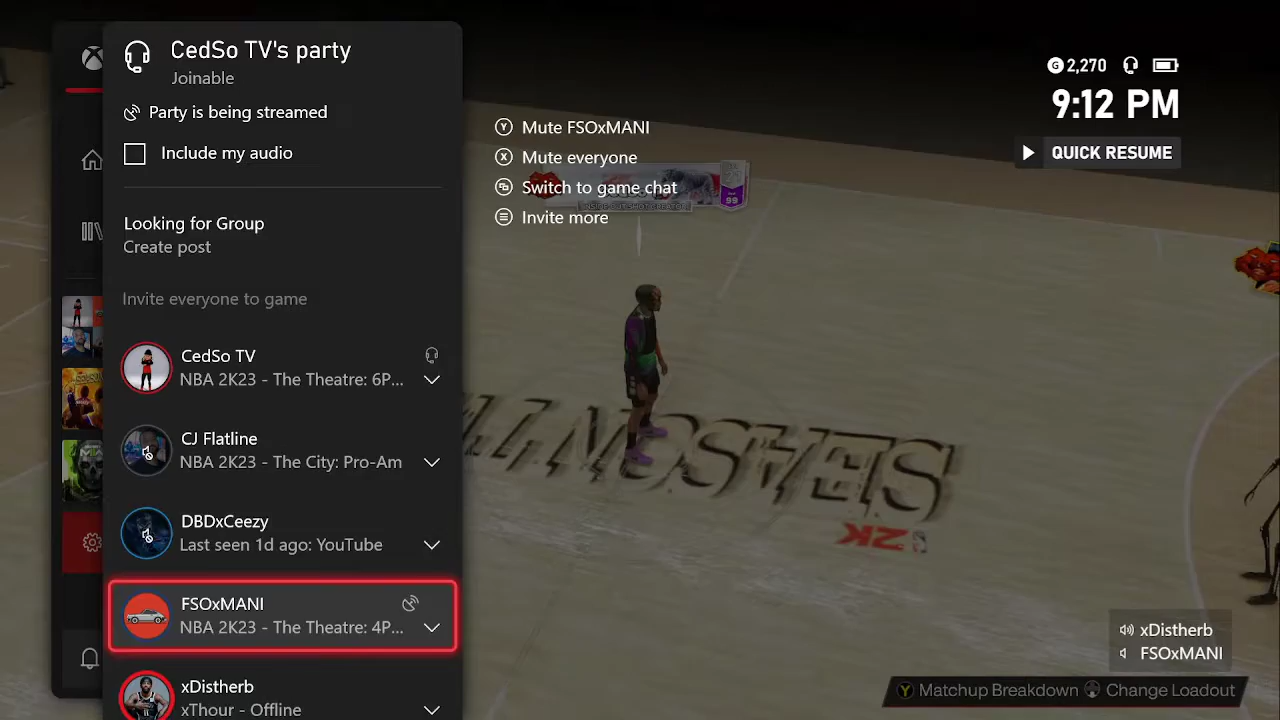 CedSo TV's party
Joinable
Party is being streamed
Include my audio
Looking for Group
Create post
Invite everyone to game
CedSo TV
NBA 2K23 - The Theatre: 6P...
CJ Flatline
NBA 2K23 - The City: Pro-Am
DBDxCeezy
Last seen 1d ago: YouTube
FSOxMANI
NBA 2K23 - The Theatre: 4P...
xDistherb
xThour - Offline
Y Mute FSOxMANI
X Mute everyone
Switch to game chat
Invite more
99
G 2,270
9:12 PM
QUICK RESUME
SEASON
2K
xDistherb
FSOxMANI
Y Matchup Breakdown Change Loadout